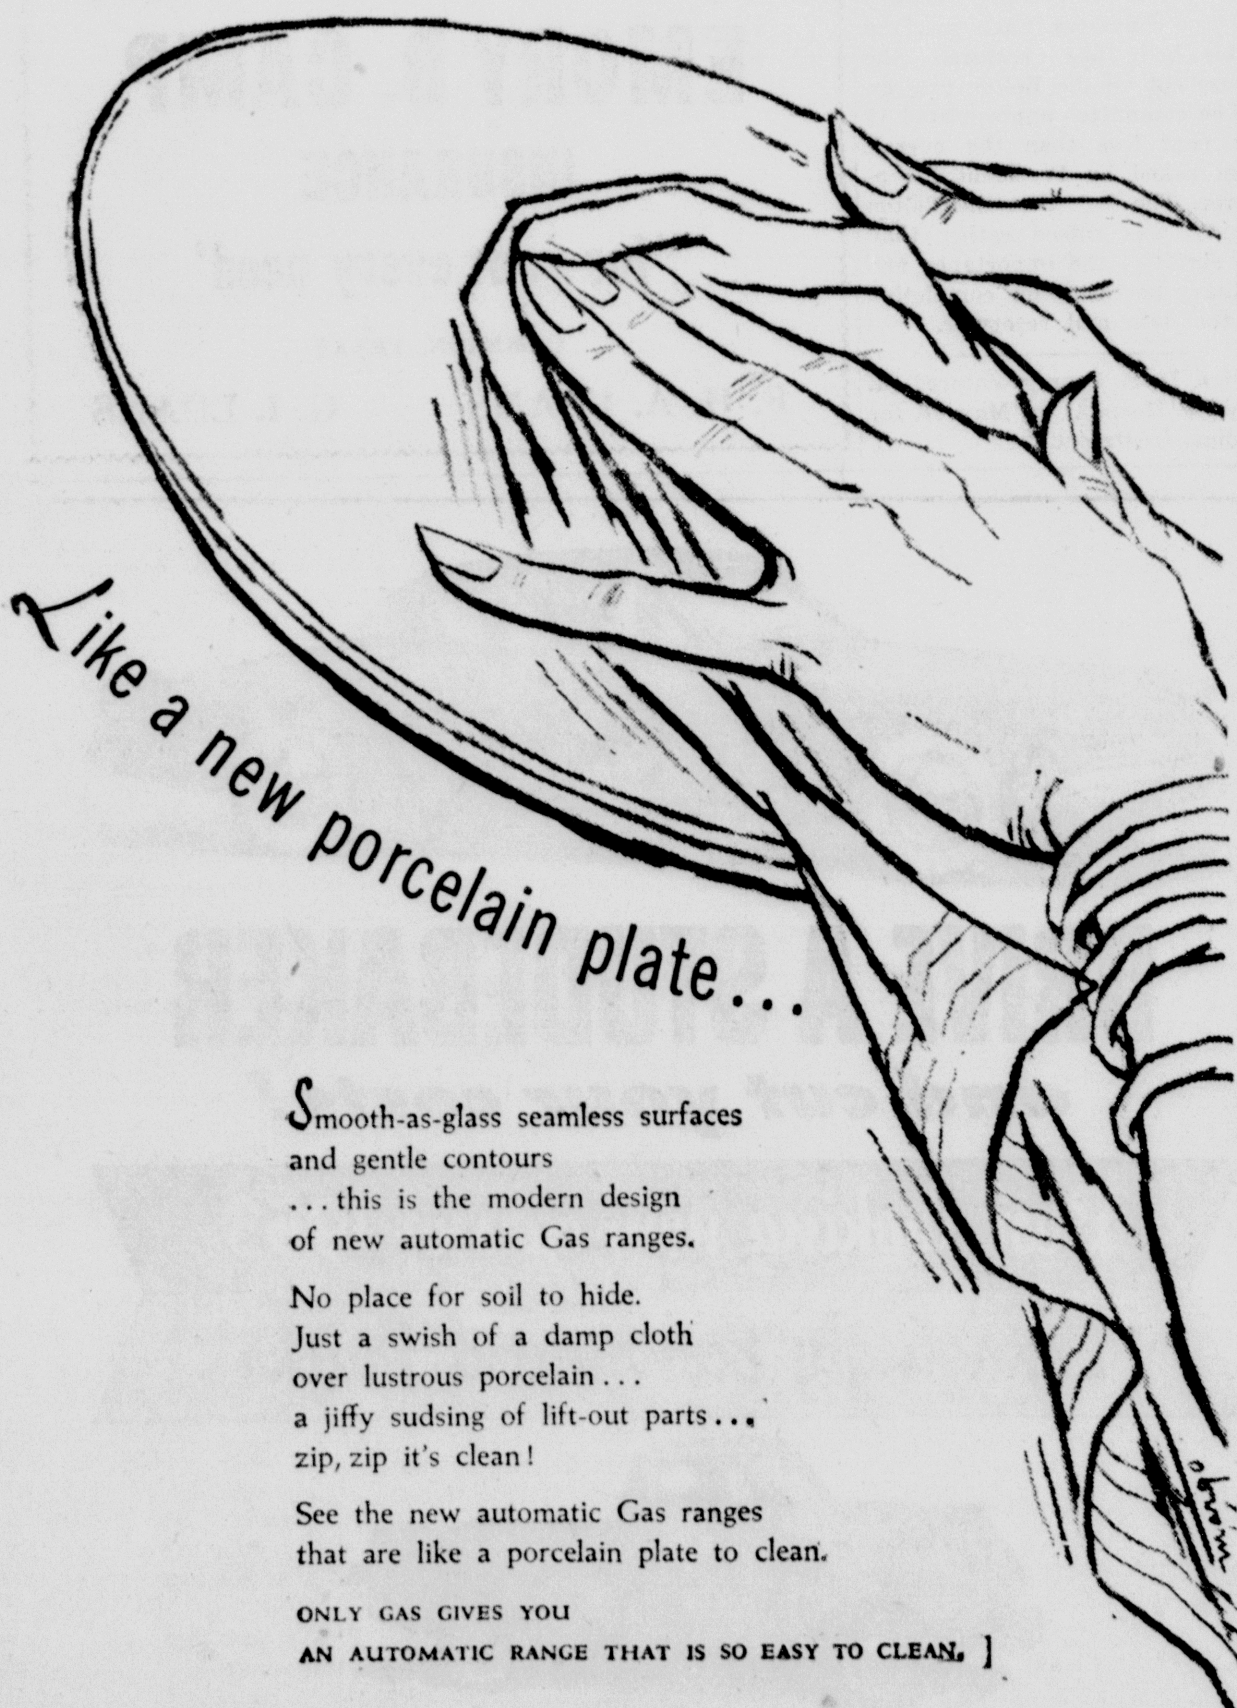 Like a new porcelain plate...
Smooth-as-glass seamless surfaces
and gentle contours
...this is the modern design
of new automatic Gas ranges.
No place for soil to hide.
Just a swish of a damp cloth
over lustrous porcelain...
a jiffy sudsing of lift-out parts...
zip, zip it's clean!
See the new automatic Gas ranges
that are like a porcelain plate to clean.
ONLY GAS GIVES YOU
AN AUTOMATIC RANGE THAT IS SO EASY TO CLEAN. ]